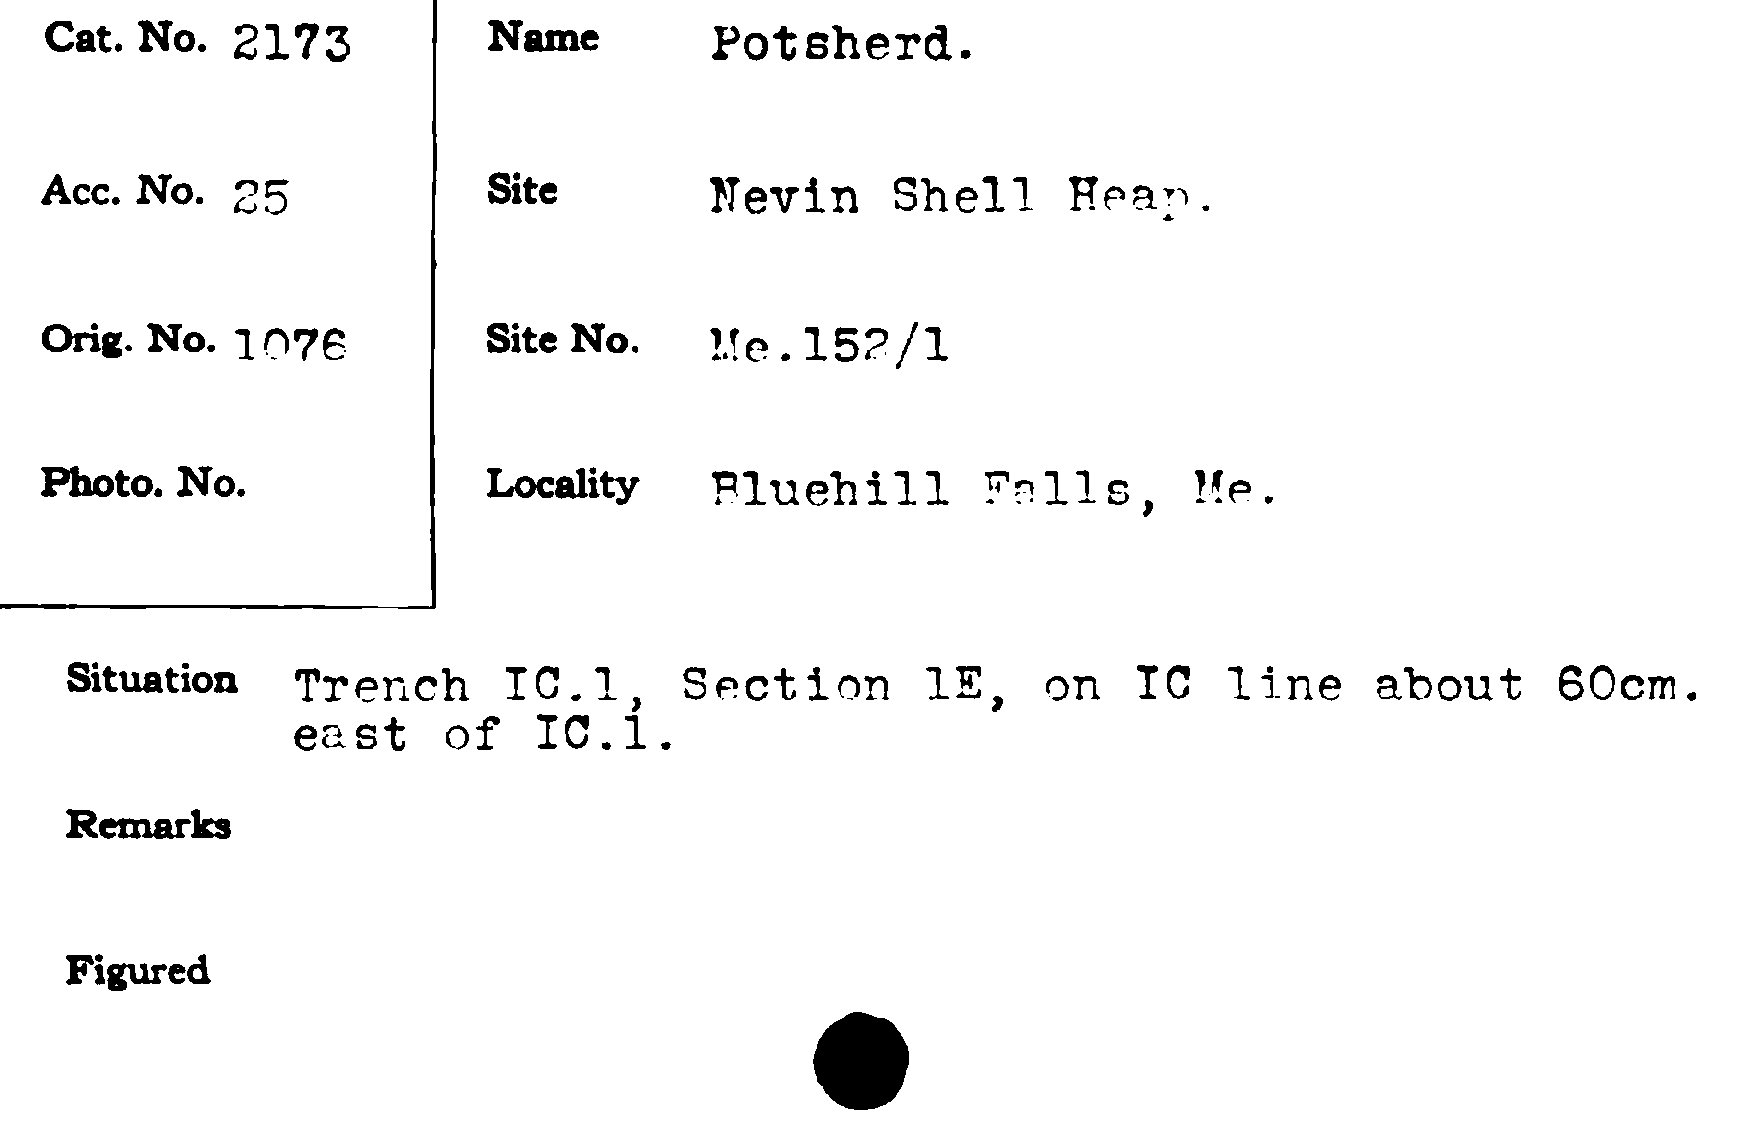 Cat. No. 2173
Name Potsherd.
Acc. No. 25
Site Nevin Shell Heap.
Orig. No. 1076
Site No. Me.152/1
Photo. No.
Locality Bluehill Falls, Me.
Situation Trench IC.1, Section 1E, on IC line about 60cm.
east of IC.1.
Remarks
Figured